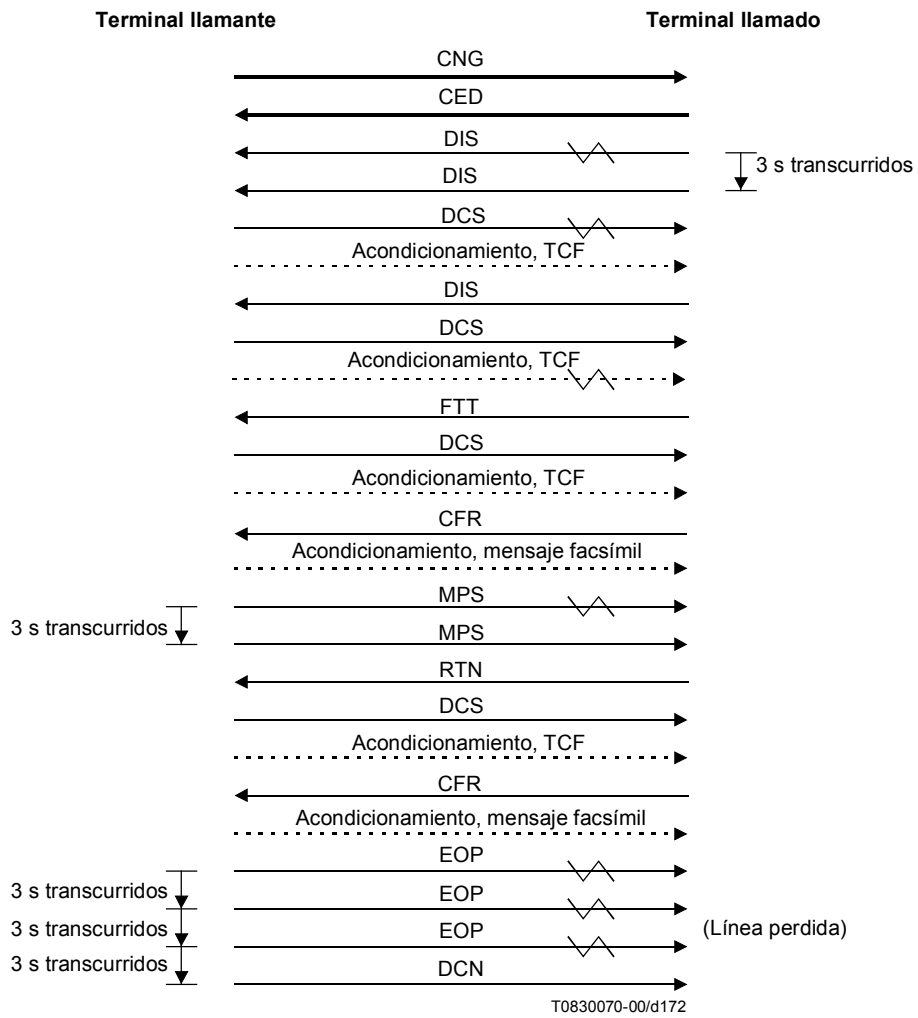 Terminal llamante Terminal llamado
CNG
CED
DIS
3 s transcurridos
DIS
DCS
Acondicionamiento, TCF
DIS
DCS
Acondicionamiento, TCF
FTT
DCS
Acondicionamiento, TCF
CFR
Acondicionamiento, mensaje facsímil
MPS
3 s transcurridos
MPS
RTN
DCS
Acondicionamiento, TCF
CFR
Acondicionamiento, mensaje facsímil
EOP
3 s transcurridos
EOP
3 s transcurridos
EOP
(Línea perdida)
3 s transcurridos
DCN
T0830070-00/d172